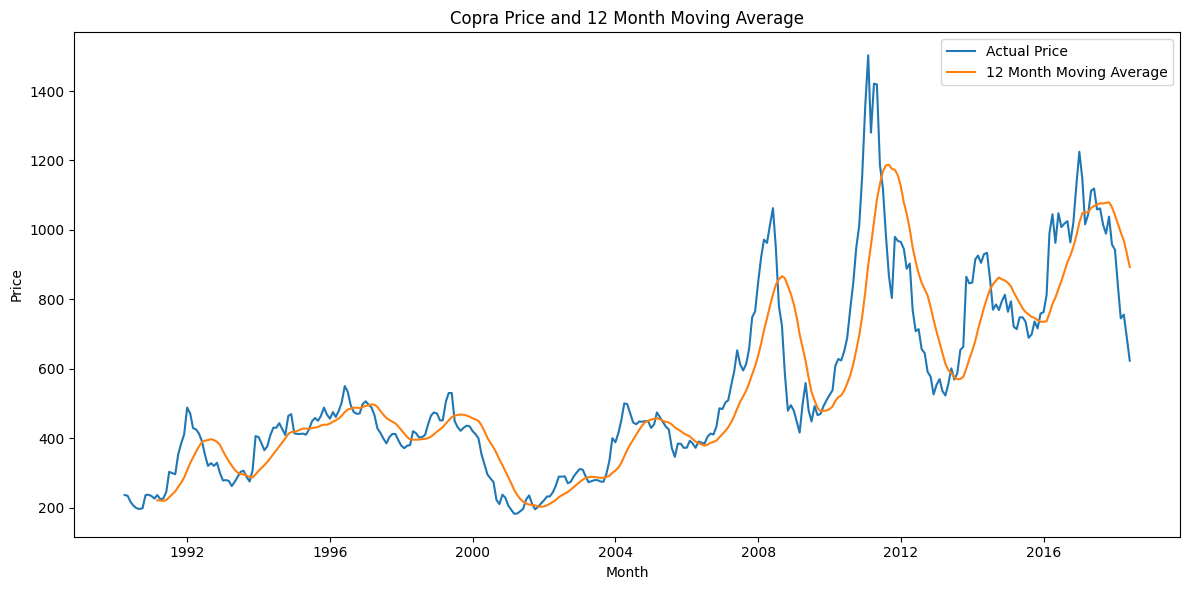 Copra Price and 12 Month Moving Average
Actual Price
12 Month Moving Average
1400
1200
1000
800
600
400
200
Price
1992 1996 2000 2004 2008 2012 2016
Month